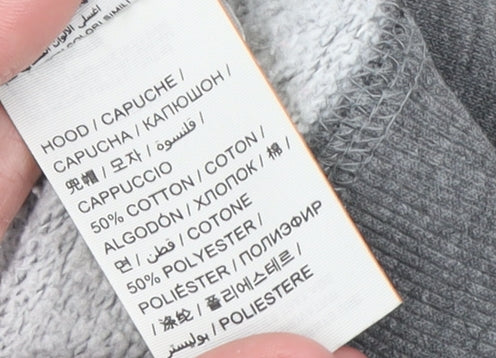 HOOD / CAPUCHE /
CAPUCHA / КАПЮШОН /
兜帽 / 모자 / قلنسوة /
CAPPUCCIO
50% COTTON / COTON /
ALGODÓN / ХЛОПОК / 棉 /
면 / قطن / COTONE
50% POLYESTER /
POLIÉSTER / ПОЛИЭФИР
/ 涤纶 / 폴리에스테르 /
بوليستر / POLIESTERE